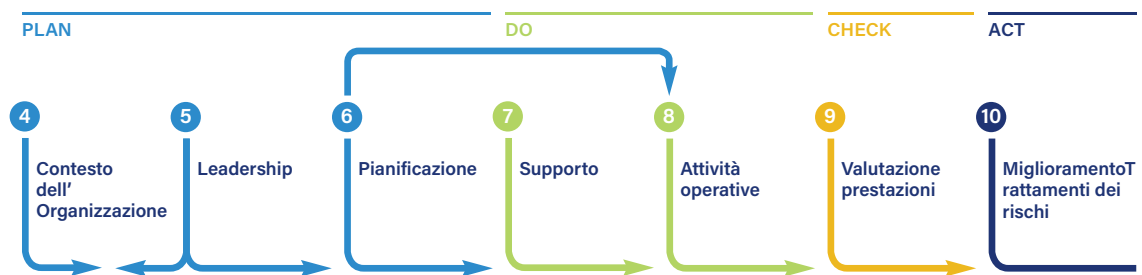 PLAN
DO
CHECK
ACT
4
5
6
7
8
9
10
Contesto
dell'
Organizzazione
Leadership
Pianificazione
Supporto
Attività
operative
Valutazione
prestazioni
MiglioramentoT
rattamenti dei
rischi